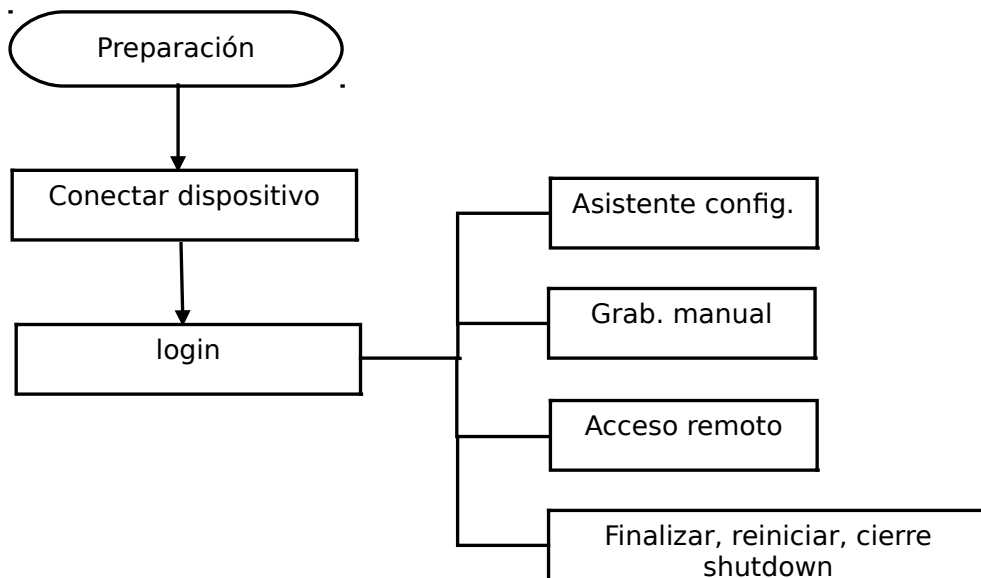 Preparación
Conectar dispositivo
login
Asistente config.
Grab. manual
Acceso remoto
Finalizar, reiniciar, cierre
shutdown